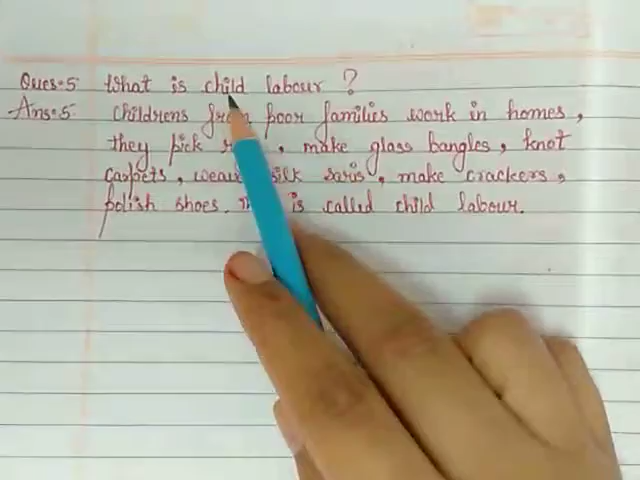 Ques:5 What is child labour ?
Ans:5 Childrens from poor families work in homes,
they pick , make glass bangles, knot
carpets, weave silk saris, make crackers,
polish shoes. is called child labour.